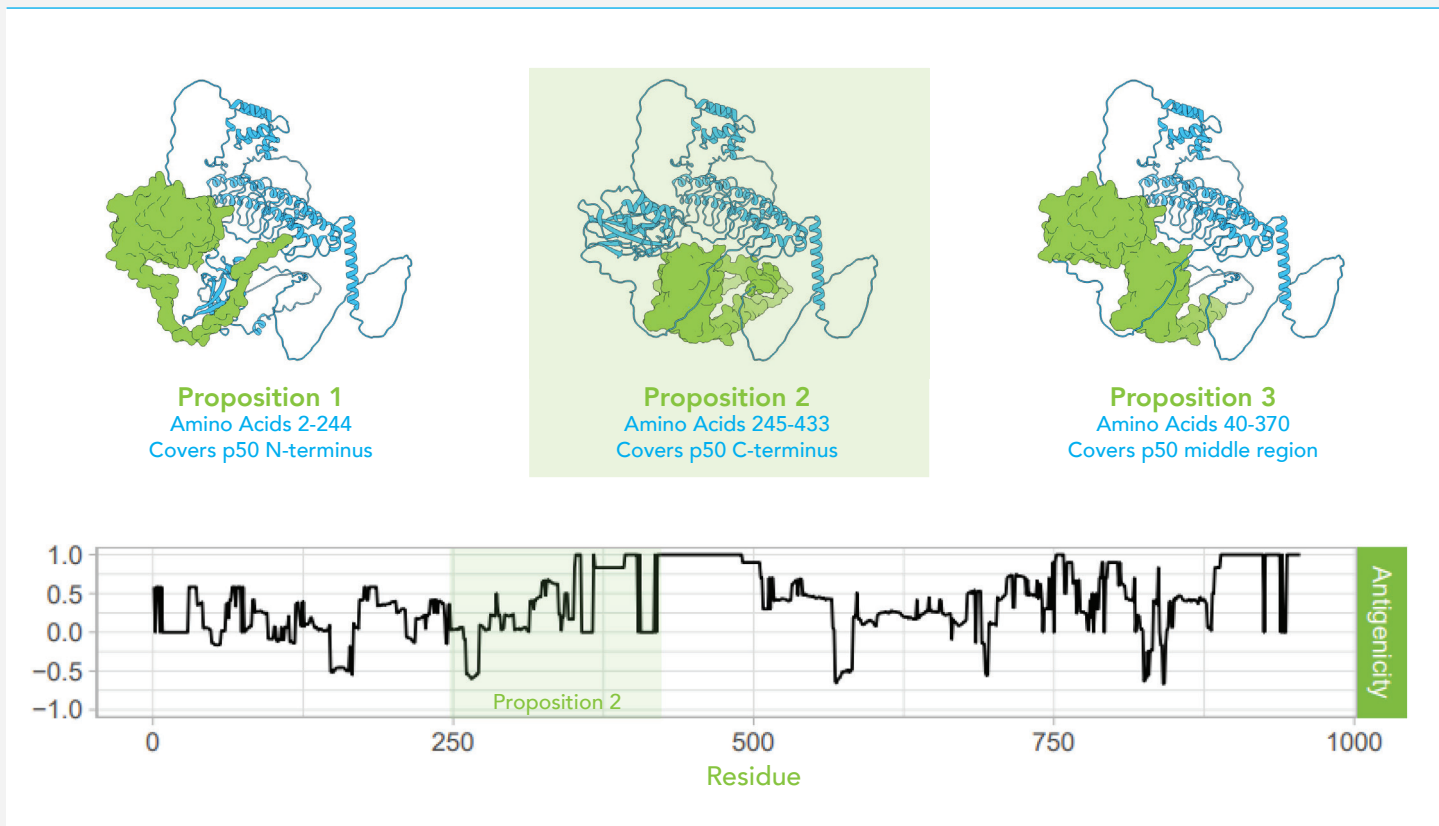 Proposition 1
Amino Acids 2-244
Covers p50 N-terminus
Proposition 2
Amino Acids 245-433
Covers p50 C-terminus
Proposition 3
Amino Acids 40-370
Covers p50 middle region
1.0
0.5
0.0
−0.5
−1.0
Proposition 2
Antigenicity
0
250
500
750
1000
Residue